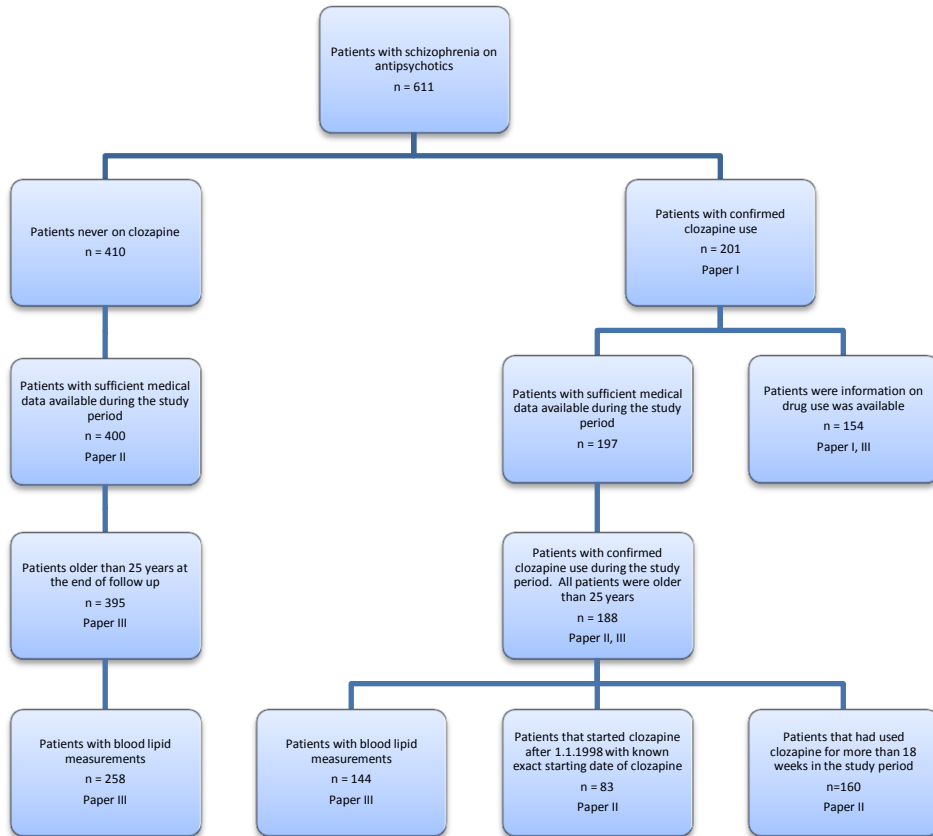 Patients with schizophrenia on
antipsychotics
n = 611
Patients never on clozapine
n = 410
Patients with confirmed
clozapine use
n = 201
Paper I
Patients with sufficient medical
data available during the study
period
n = 400
Paper II
Patients with sufficient medical
data available during the study
period
n = 197
Patients were information on
drug use was available
n = 154
Paper I, III
Patients older than 25 years at
the end of follow up
n = 395
Paper III
Patients with confirmed
clozapine use during the study
period. All patients were older
than 25 years
n = 188
Paper II, III
Patients with blood lipid
measurements
n = 258
Paper III
Patients with blood lipid
measurements
n = 144
Paper III
Patients that started clozapine
after 1.1.1998 with known
exact starting date of clozapine
n = 83
Paper II
Patients that had used
clozapine for more than 18
weeks in the study period
n=160
Paper II